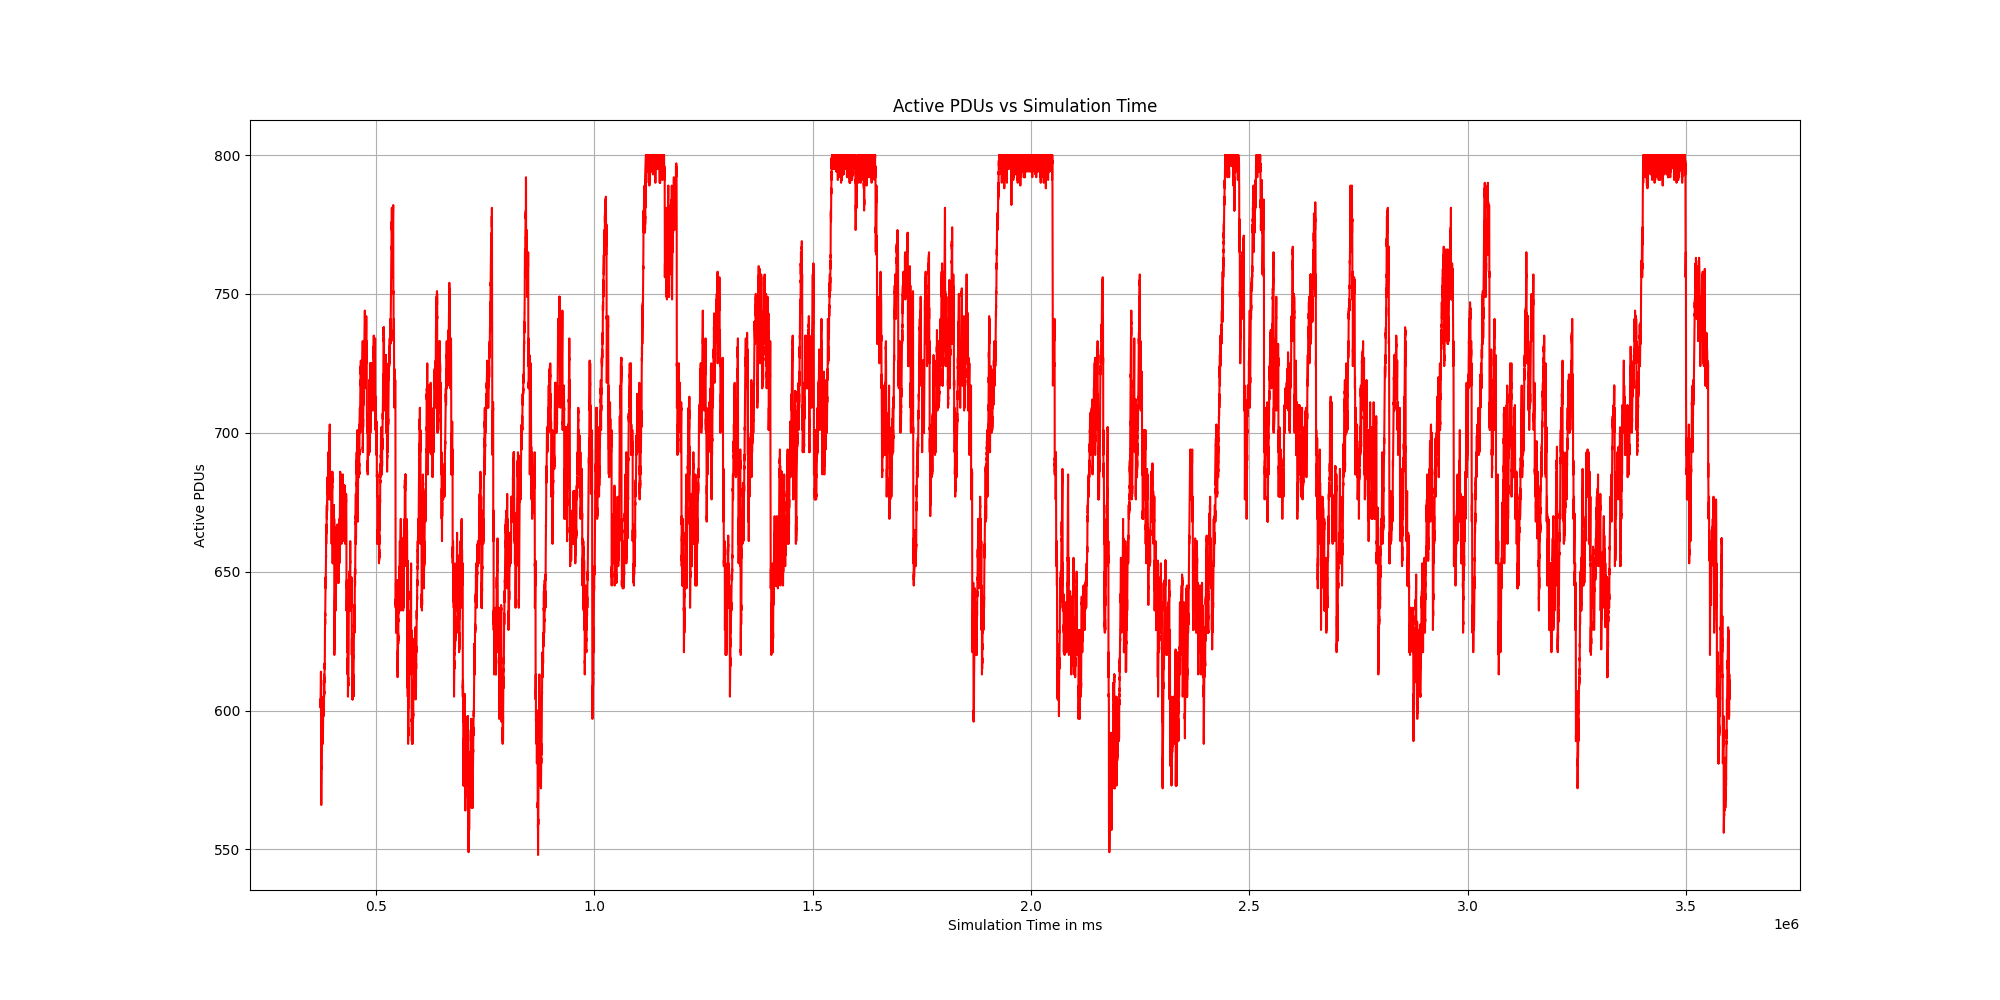 Active PDUs vs Simulation Time
800
750
700
650
600
550
Active PDUs
0.5 1.0 1.5 2.0 2.5 3.0 3.5
1e6
Simulation Time in ms